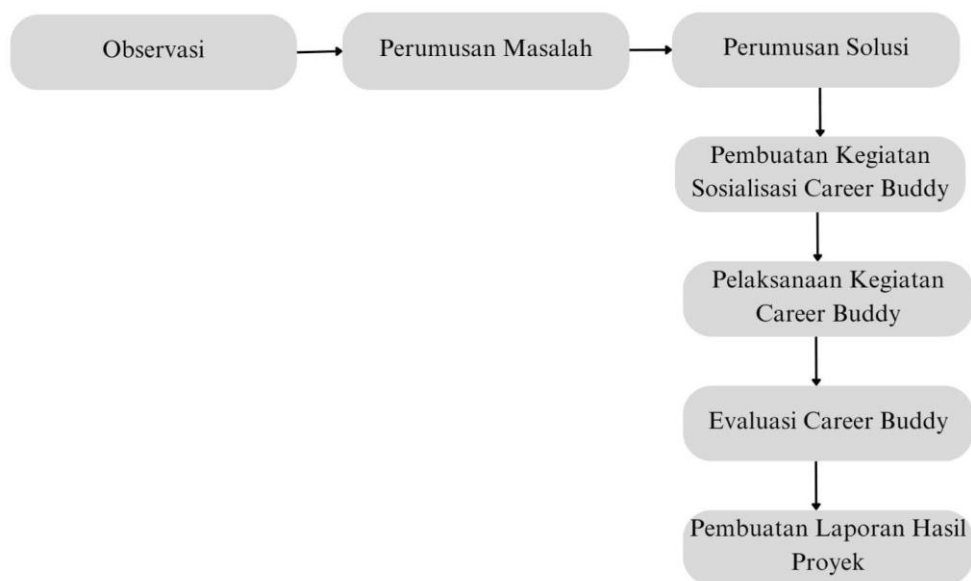 Observasi
Perumusan Masalah
Perumusan Solusi
Pembuatan Kegiatan
Sosialisasi Career Buddy
Pelaksanaan Kegiatan
Career Buddy
Evaluasi Career Buddy
Pembuatan Laporan Hasil
Proyek